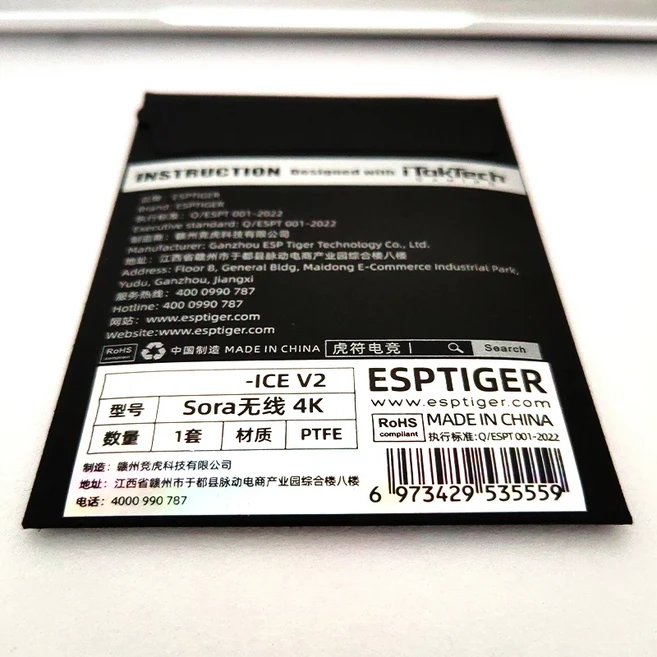 INSTRUCTION Designed with iTakTech
品牌：ESPTIGER
Brand: ESPTIGER
执行标准：Q/ESPT 001-2022
Executive standard: Q/ESPT 001-2022
制造商：赣州竞虎科技有限公司
Manufacturer: Ganzhou ESP Tiger Technology Co., Ltd.
地址：江西省赣州市于都县脉动电商产业园综合楼八楼
Address: Floor 8, General Bldg, Maidong E-Commerce Industrial Park,
Yudu, Ganzhou, Jiangxi
服务热线：400 0990 787
Hotline: 400 0990 787
网站：www.esptiger.com
Website:www.esptiger.com
RoHS compliant 中国制造 MADE IN CHINA 虎符电竞 Search
-ICE V2
型号 Sora无线 4K
数量 1套 材质 PTFE
制造：赣州竞虎科技有限公司
地址：江西省赣州市于都县脉动电商产业园综合楼八楼
电话：4000 990 787
ESPTIGER
www.esptiger.com
RoHS compliant MADE IN CHINA
执行标准:Q/ESPT 001-2022
6 973429 535559